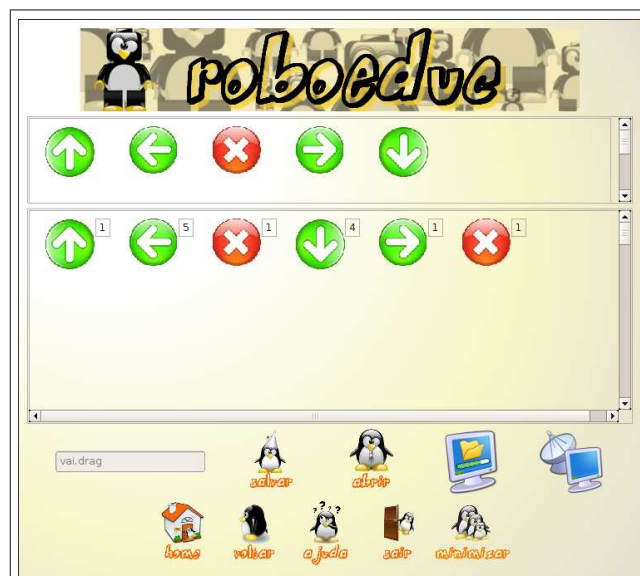 roboeduc
1 5 1 4 1 1
vai.drag
salvar abrir
home voltar ajuda sair minimizar